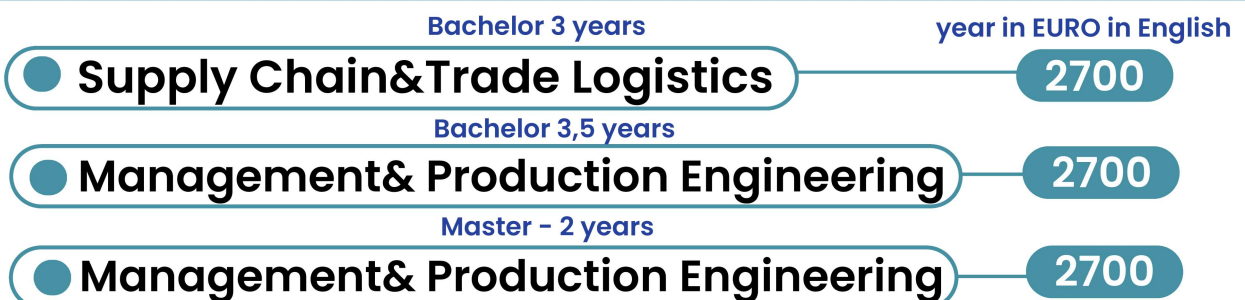 Bachelor 3 years
year in EURO in English
Supply Chain&Trade Logistics
2700
Bachelor 3,5 years
Management& Production Engineering
2700
Master - 2 years
Management& Production Engineering
2700